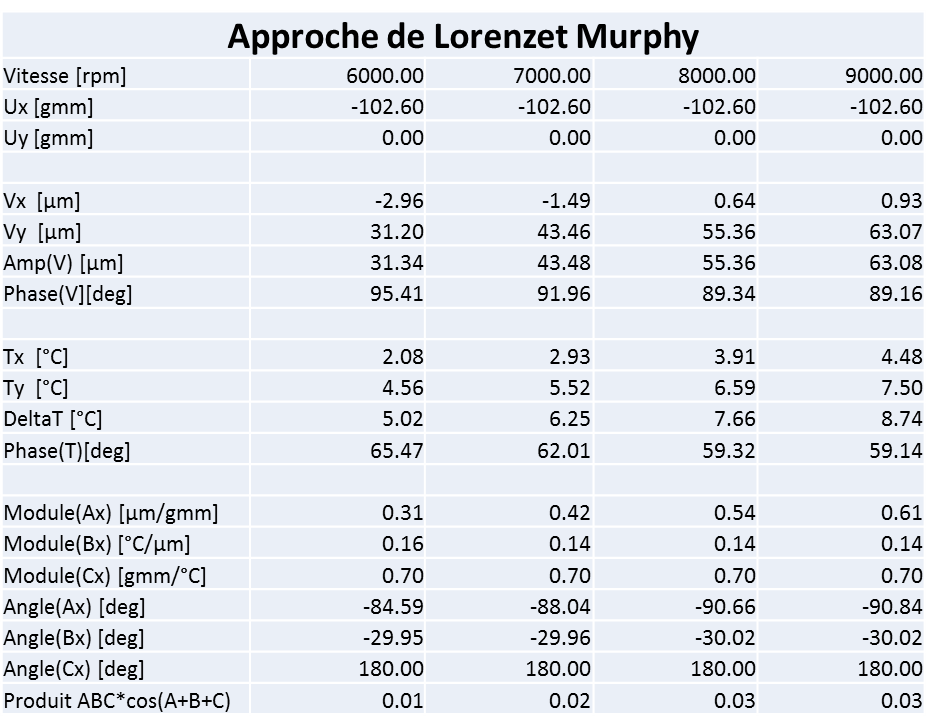 Approche de Lorenzet Murphy
Vitesse [rpm] 6000.00 7000.00 8000.00 9000.00
Ux [gmm] -102.60 -102.60 -102.60 -102.60
Uy [gmm] 0.00 0.00 0.00 0.00
Vx [µm] -2.96 -1.49 0.64 0.93
Vy [µm] 31.20 43.46 55.36 63.07
Amp(V) [µm] 31.34 43.48 55.36 63.08
Phase(V][deg] 95.41 91.96 89.34 89.16
Tx [°C] 2.08 2.93 3.91 4.48
Ty [°C] 4.56 5.52 6.59 7.50
DeltaT [°C] 5.02 6.25 7.66 8.74
Phase(T)[deg] 65.47 62.01 59.32 59.14
Module(Ax) [µm/gmm] 0.31 0.42 0.54 0.61
Module(Bx) [°C/µm] 0.16 0.14 0.14 0.14
Module(Cx) [gmm/°C] 0.70 0.70 0.70 0.70
Angle(Ax) [deg] -84.59 -88.04 -90.66 -90.84
Angle(Bx) [deg] -29.95 -29.96 -30.02 -30.02
Angle(Cx) [deg] 180.00 180.00 180.00 180.00
Produit ABC*cos(A+B+C) 0.01 0.02 0.03 0.03